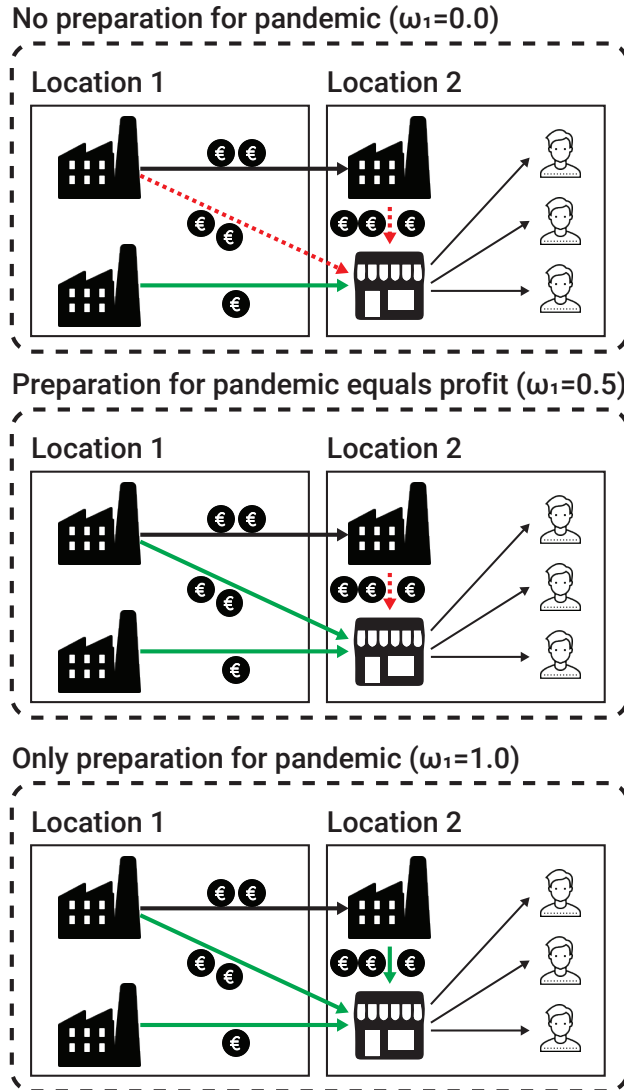 No preparation for pandemic (ω₁=0.0)
Location 1 Location 2
€ €
€ €
€ € €
€
Preparation for pandemic equals profit (ω₁=0.5)
Location 1 Location 2
€ €
€ €
€ € €
€
Only preparation for pandemic (ω₁=1.0)
Location 1 Location 2
€ €
€ €
€ € €
€